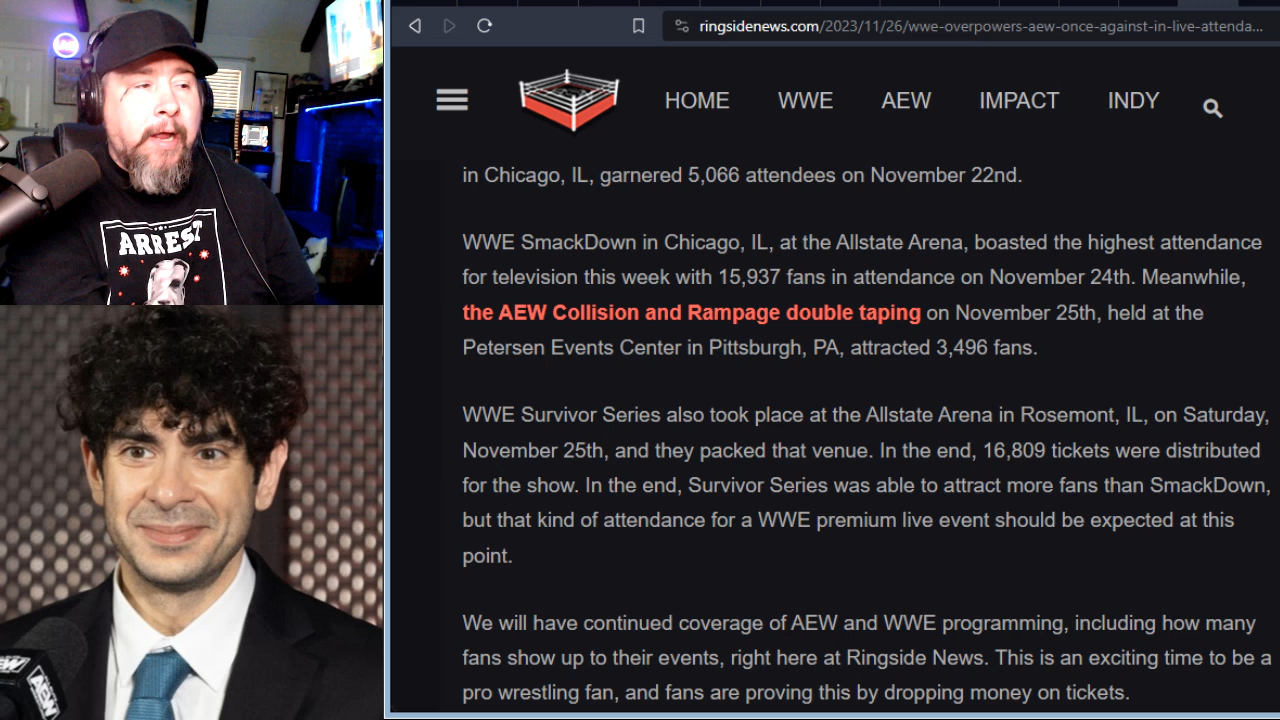 ringsidenews.com/2023/11/26/wwe-overpowers-aew-once-against-in-live-attenda...
HOME WWE AEW IMPACT INDY
in Chicago, IL, garnered 5,066 attendees on November 22nd.
WWE SmackDown in Chicago, IL, at the Allstate Arena, boasted the highest attendance
for television this week with 15,937 fans in attendance on November 24th. Meanwhile,
the AEW Collision and Rampage double taping on November 25th, held at the
Petersen Events Center in Pittsburgh, PA, attracted 3,496 fans.
WWE Survivor Series also took place at the Allstate Arena in Rosemont, IL, on Saturday,
November 25th, and they packed that venue. In the end, 16,809 tickets were distributed
for the show. In the end, Survivor Series was able to attract more fans than SmackDown,
but that kind of attendance for a WWE premium live event should be expected at this
point.
We will have continued coverage of AEW and WWE programming, including how many
fans show up to their events, right here at Ringside News. This is an exciting time to be a
pro wrestling fan, and fans are proving this by dropping money on tickets.
LIVE
ARREST
AEW
AEW